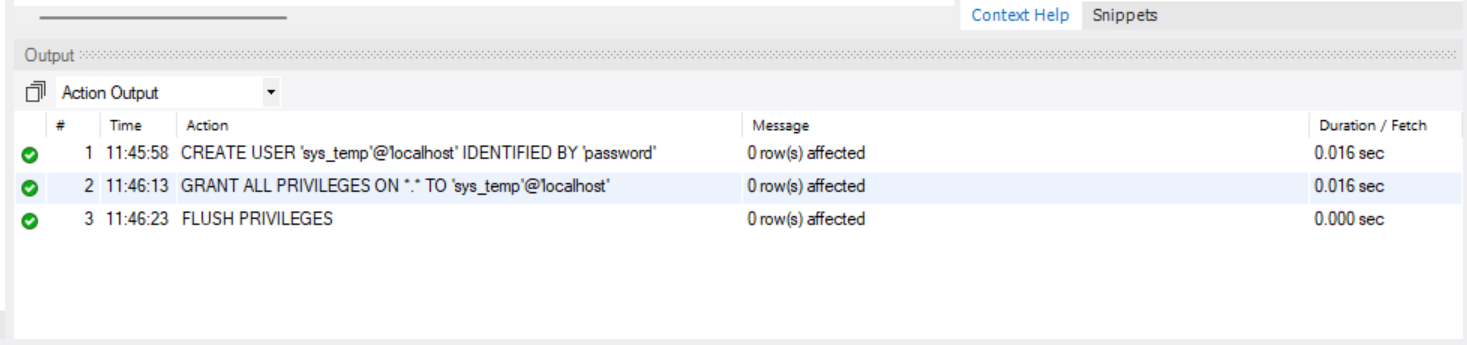 Context Help Snippets
Output
Action Output
# Time Action Message Duration / Fetch
1 11:45:58 CREATE USER 'sys_temp'@'localhost' IDENTIFIED BY 'password' 0 row(s) affected 0.016 sec
2 11:46:13 GRANT ALL PRIVILEGES ON *.* TO 'sys_temp'@'localhost' 0 row(s) affected 0.016 sec
3 11:46:23 FLUSH PRIVILEGES 0 row(s) affected 0.000 sec